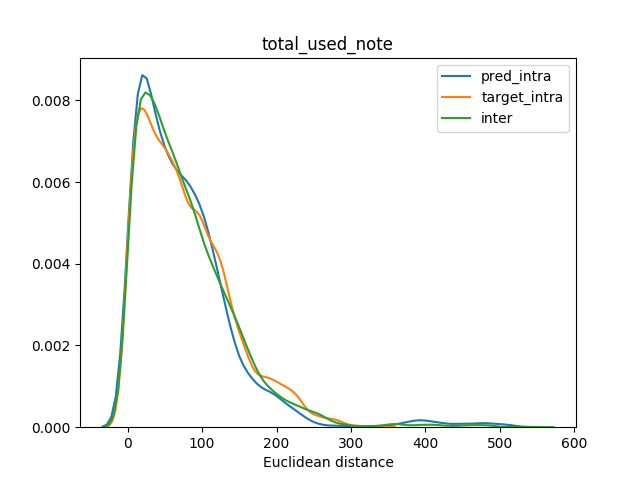 total_used_note
pred_intra
target_intra
inter
0.008
0.006
0.004
0.002
0.000
0 100 200 300 400 500 600
Euclidean distance